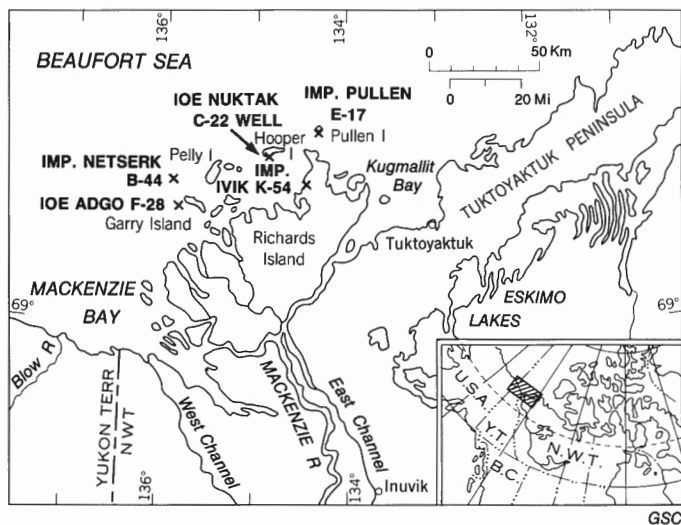 136°
134°
132°
0 50 Km
0 20 Mi
BEAUFORT SEA
IOE NUKTAK
C-22 WELL
IMP. PULLEN
E-17
Hooper
I
Pullen I
IMP. NETSERK
B-44
Pelly I
IMP.
IVIK K-54
Kugmallit
Bay
TUKTOYAKTUK PENINSULA
IOE ADGO F-28
Garry Island
Richards
Island
Tuktoyaktuk
MACKENZIE
BAY
69°
69°
ESKIMO
LAKES
Blow R
YUKON TERR
N.W.T.
West Channel
MACKENZIE R
East Channel
Inuvik
136°
134°
U.S.A.
Y.T.
B.C.
N.W.T.
GSC